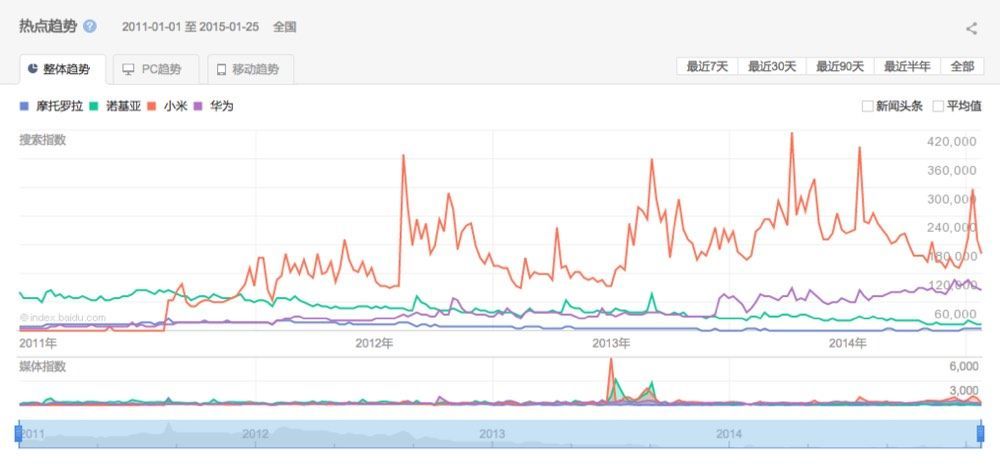 热点趋势 ? 2011-01-01 至 2015-01-25 全国
整体趋势 PC趋势 移动趋势
最近7天 最近30天 最近90天 最近半年 全部
摩托罗拉 诺基亚 小米 华为
新闻头条 平均值
搜索指数
420,000
360,000
300,000
240,000
180,000
120,000
60,000
© index.baidu.com
2011年 2012年 2013年 2014年
媒体指数
6,000
3,000
2011 2012 2013 2014